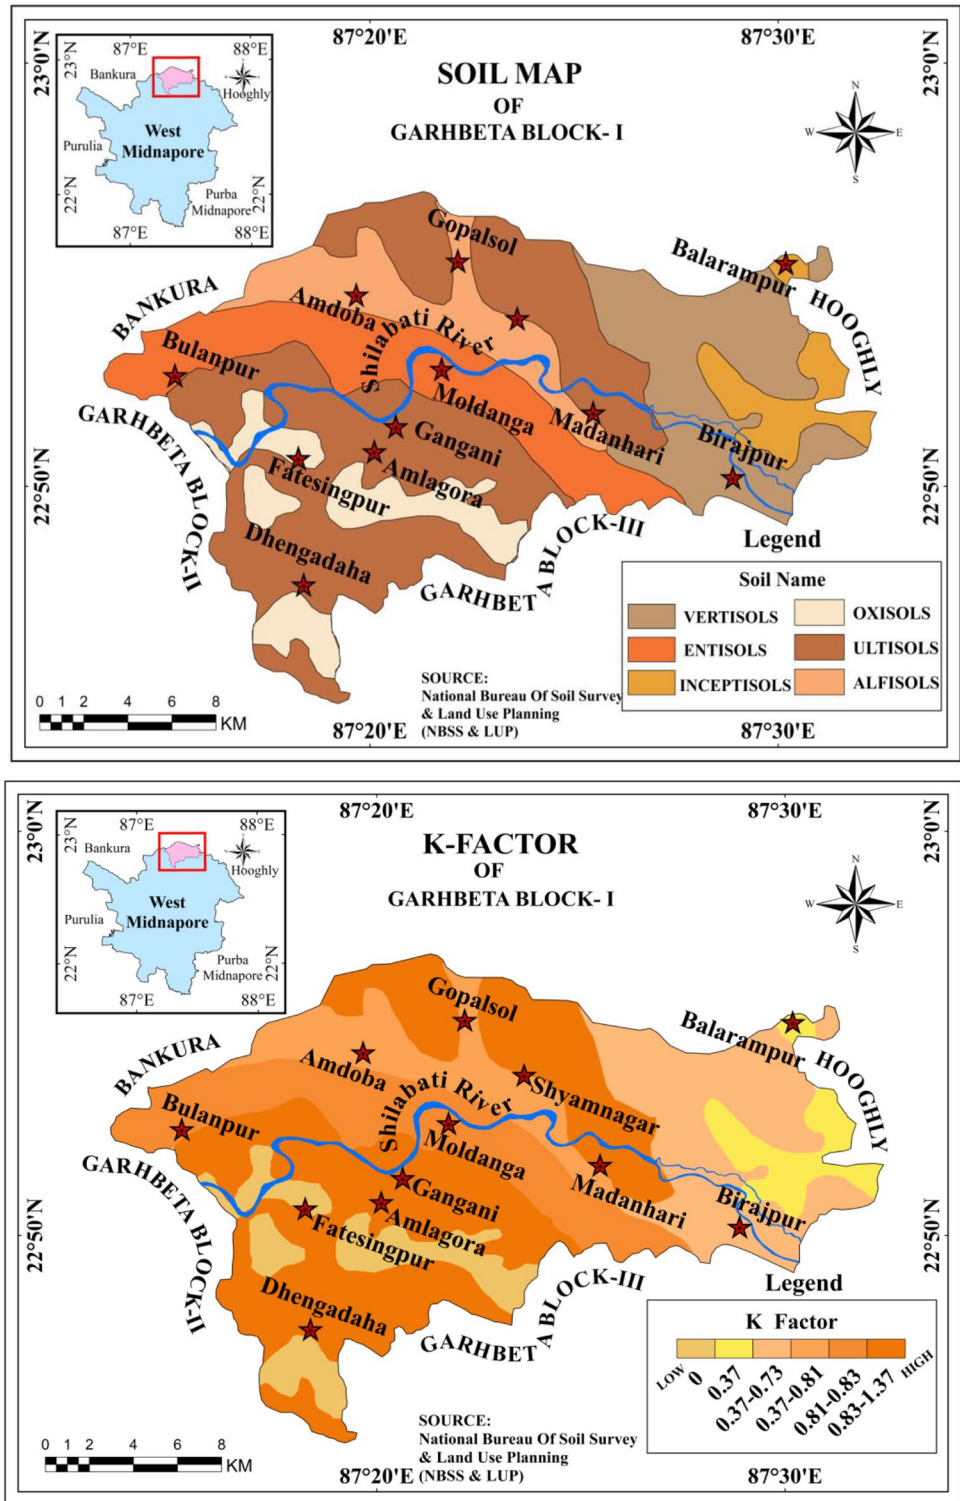 87°20'E
87°30'E
23°0'N
23°0'N
87°E
88°E
23°N
Bankura
Hooghly
West
Midnapore
Purulia
22°N
Purba
Midnapore
22°N
87°E
88°E
SOIL MAP
OF
GARHBETA BLOCK- I
N
W
E
S
Gopalsol
Balarampur
HOOGHLY
BANKURA
Amdoba
Shilabati River
Bulanpur
Moldanga
GARHBETA BLOCK-II
Gangani
Madanhari
Birajpur
Amlagora
Fatesingpur
22°50'N
22°50'N
Dhengadaha
GARHBETA BLOCK-III
Legend
Soil Name
VERTISOLS
OXISOLS
ENTISOLS
ULTISOLS
INCEPTISOLS
ALFISOLS
SOURCE:
National Bureau Of Soil Survey
& Land Use Planning
(NBSS & LUP)
0 1 2 4 6 8
KM
87°20'E
87°30'E
87°20'E
87°30'E
23°0'N
23°0'N
87°E
88°E
23°N
Bankura
Hooghly
West
Midnapore
Purulia
22°N
Purba
Midnapore
22°N
87°E
88°E
K-FACTOR
OF
GARHBETA BLOCK- I
N
W
E
S
Gopalsol
Balarampur
HOOGHLY
BANKURA
Amdoba
Shilabati River
Shyamnagar
Bulanpur
Moldanga
GARHBETA BLOCK-II
Gangani
Madanhari
Birajpur
Amlagora
Fatesingpur
22°50'N
22°50'N
Dhengadaha
GARHBETA BLOCK-III
Legend
K Factor
LOW
HIGH
0
0.37
0.37-0.73
0.37-0.81
0.81-0.83
0.83-1.37
SOURCE:
National Bureau Of Soil Survey
& Land Use Planning
(NBSS & LUP)
0 1 2 4 6 8
KM
87°20'E
87°30'E